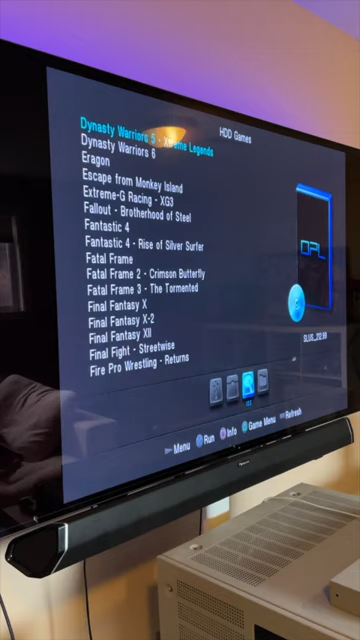 HDD Games
Dynasty Warriors 5 - Xtreme Legends
Dynasty Warriors 6
Eragon
Escape from Monkey Island
Extreme-G Racing - XG3
Fallout - Brotherhood of Steel
Fantastic 4
Fantastic 4 - Rise of Silver Surfer
Fatal Frame
Fatal Frame 2 - Crimson Butterfly
Fatal Frame 3 - The Tormented
Final Fantasy X
Final Fantasy X-2
Final Fantasy XII
Final Fight - Streetwise
Fire Pro Wrestling - Returns
OPL
Menu Run Info Game Menu Refresh